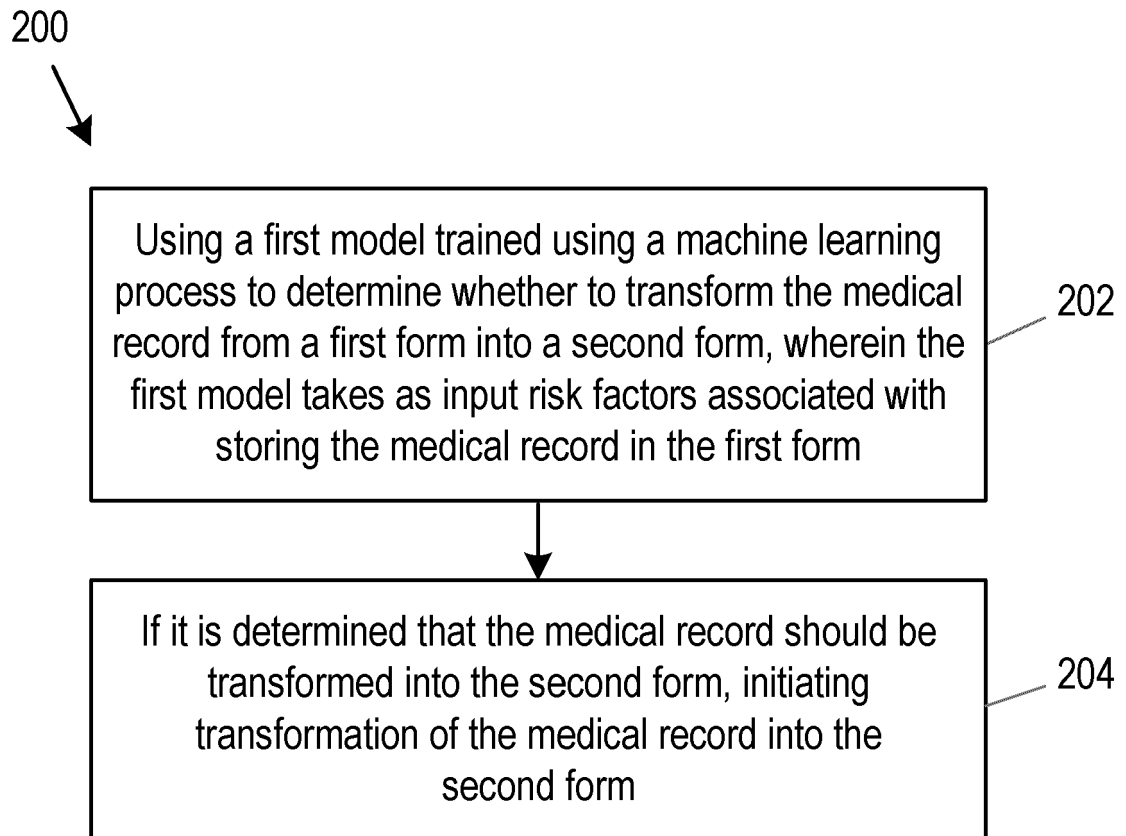 200
Using a first model trained using a machine learning
process to determine whether to transform the medical
record from a first form into a second form, wherein the
first model takes as input risk factors associated with
storing the medical record in the first form
202
If it is determined that the medical record should be
transformed into the second form, initiating
transformation of the medical record into the
second form
204